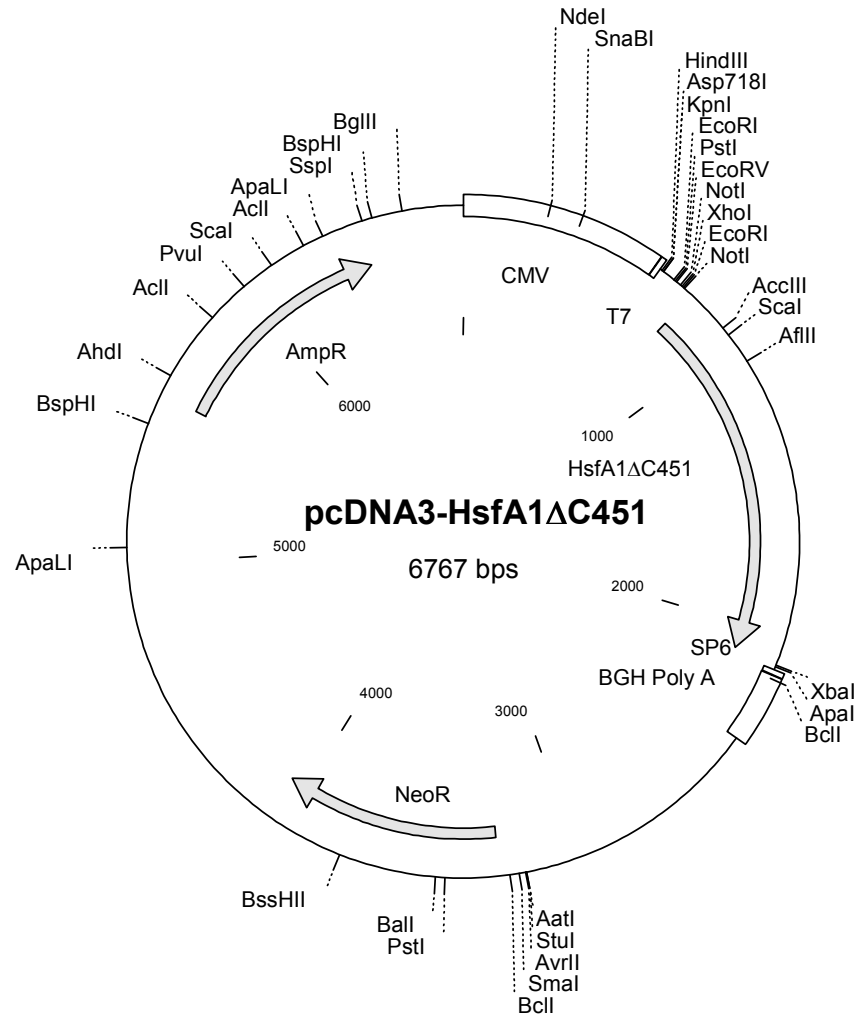 NdeI
SnaBI
HindIII
Asp718I
KpnI
EcoRI
PstI
EcoRV
NotI
XhoI
EcoRI
NotI
AccIII
ScaI
AflII
BglII
BspHI
SspI
ApaLI
AclI
ScaI
PvuI
AclI
AhdI
BspHI
ApaLI
CMV
T7
AmpR
6000
1000
HsfA1ΔC451
pcDNA3-HsfA1ΔC451
6767 bps
5000
2000
SP6
BGH Poly A
XbaI
ApaI
BclI
4000
3000
NeoR
BssHII
BalI
PstI
AatI
StuI
AvrII
SmaI
BclI